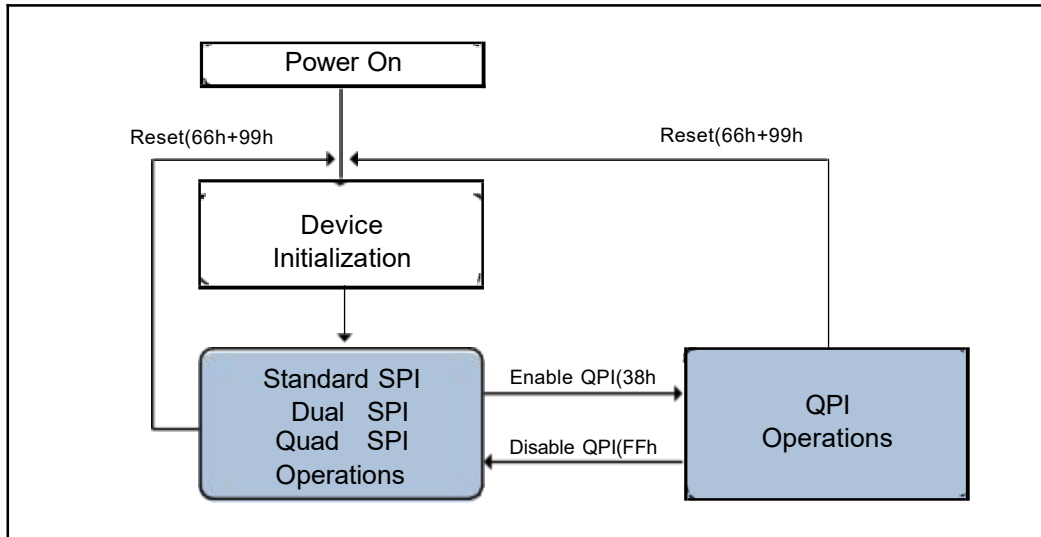 Power On
Reset(66h+99h
Reset(66h+99h
Device
Initialization
Standard SPI
Dual SPI
Quad SPI
Operations
Enable QPI(38h
Disable QPI(FFh
QPI
Operations